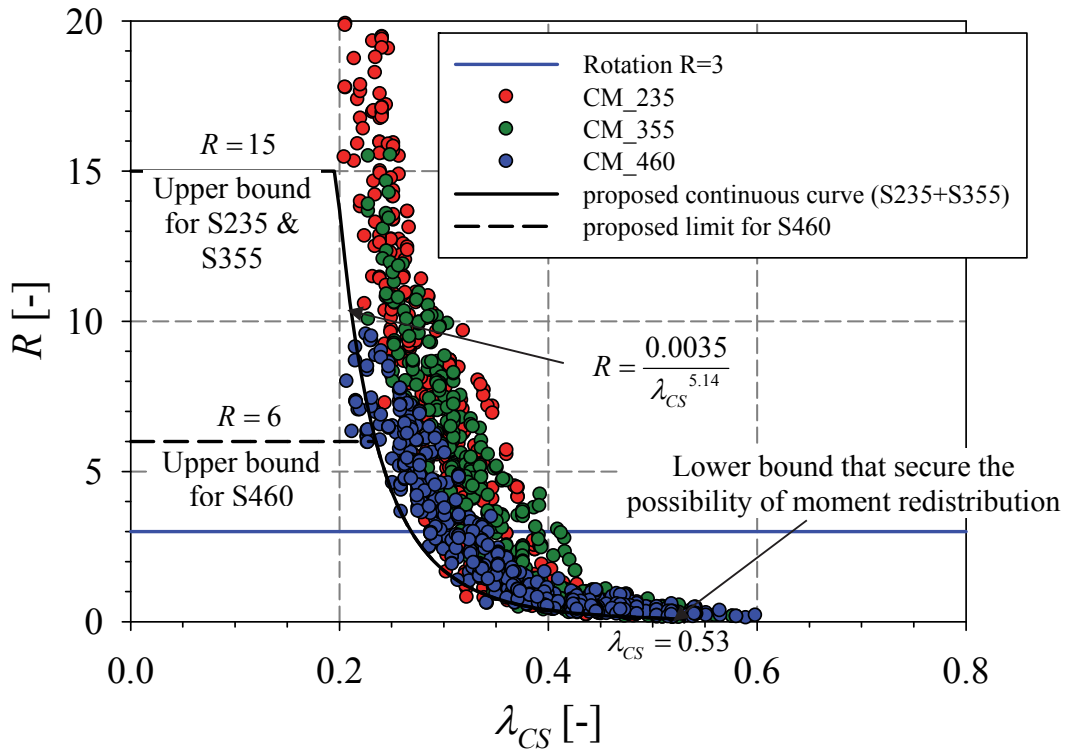 20
15
10
5
0
R [-]
0.0
0.2
0.4
0.6
0.8
λCS [-]
Rotation R=3
CM_235
CM_355
CM_460
proposed continuous curve (S235+S355)
proposed limit for S460
R = 15
Upper bound
for S235 &
S355
R = 0.0035 / λCS^5.14
R = 6
Upper bound
for S460
Lower bound that secure the
possibility of moment redistribution
λCS = 0.53